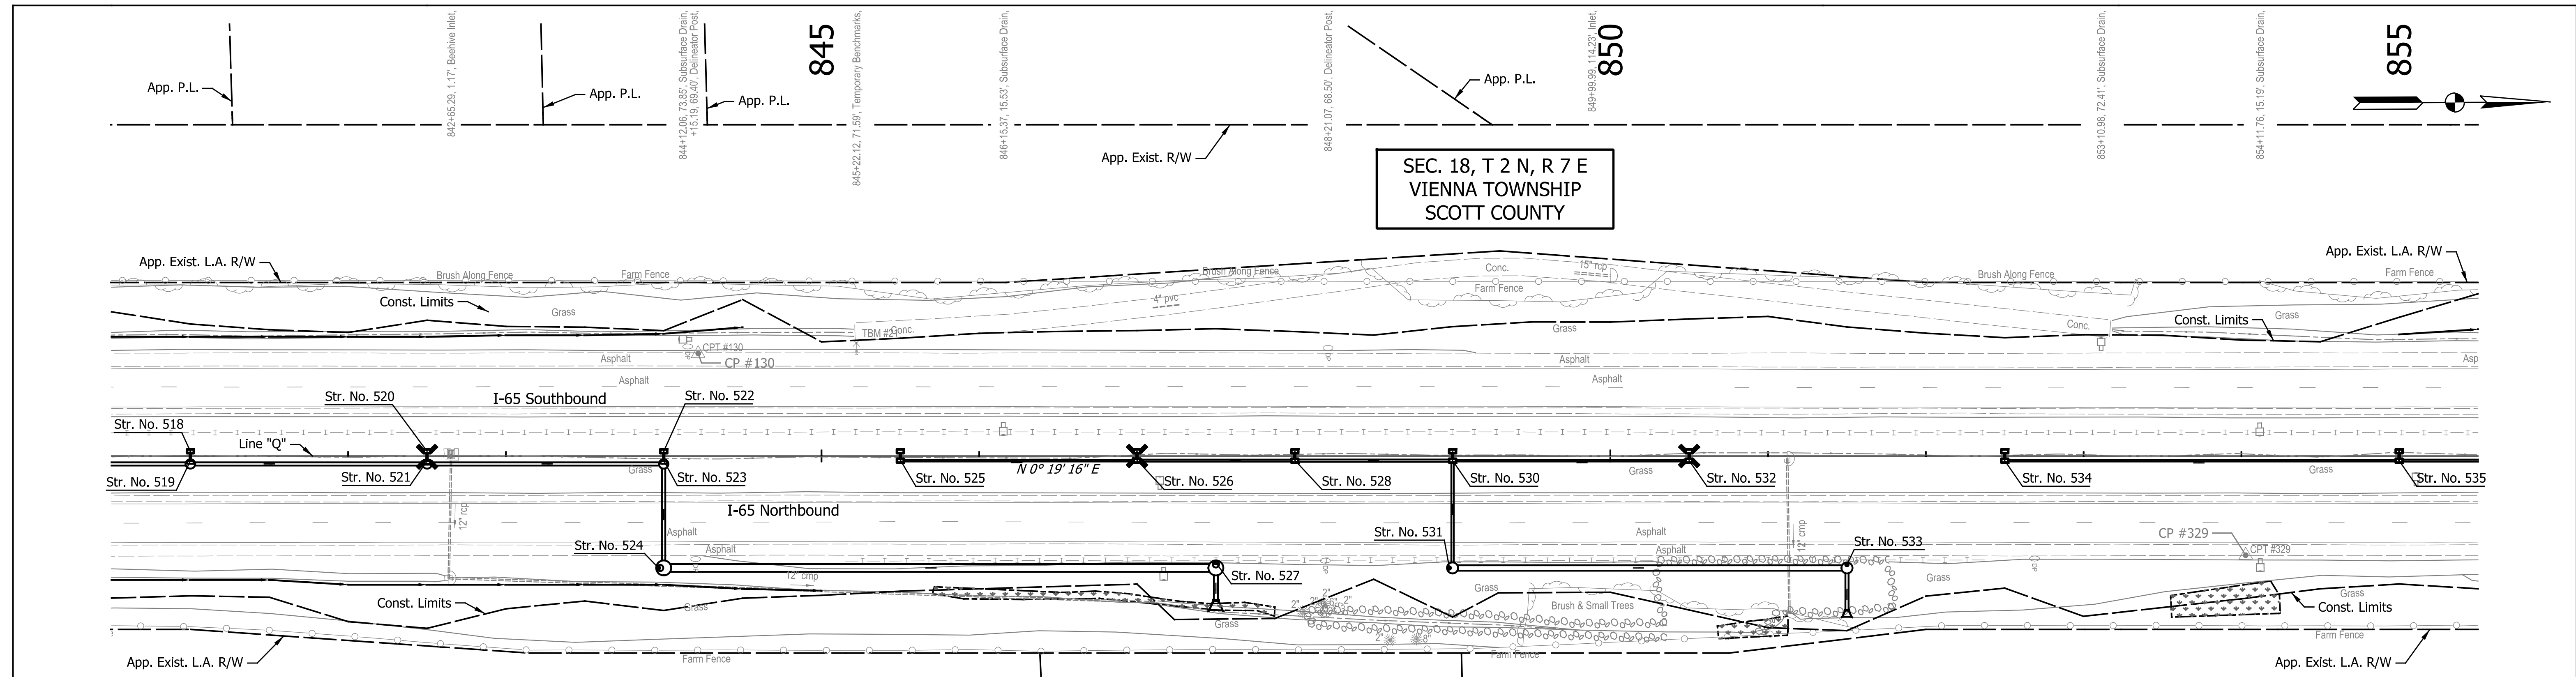 842+65.29, 1.17', Beehive Inlet,
844+12.06, 73.85', Subsurface Drain,
+15.19, 69.40', Delineator Post,
845
845+22.12, 71.59', Temporary Benchmarks,
846+15.37, 15.53', Subsurface Drain,
848+21.07, 68.50', Delineator Post,
849+99.99, 114.23', Inlet,
850
853+10.98, 72.41', Subsurface Drain,
854+11.76, 15.19', Subsurface Drain,
855
App. P.L.
App. P.L.
App. P.L.
App. P.L.
App. Exist. R/W
SEC. 18, T 2 N, R 7 E
VIENNA TOWNSHIP
SCOTT COUNTY
App. Exist. L.A. R/W
Brush Along Fence
Farm Fence
Brush Along Fence
Conc.
15" rcp
Farm Fence
Brush Along Fence
App. Exist. L.A. R/W
Farm Fence
Const. Limits
Grass
4" pvc
TBM #21
Conc.
Grass
Conc.
Const. Limits
Grass
CPT #130
CP #130
Asphalt
Asphalt
Asphalt
Asphalt
Asp
Str. No. 520
I-65 Southbound
Str. No. 522
Str. No. 518
Line "Q"
Str. No. 519
Str. No. 521
Grass
Str. No. 523
Str. No. 525
N 0° 19' 16" E
Str. No. 526
Str. No. 528
Str. No. 530
Grass
Str. No. 532
Str. No. 534
Grass
Str. No. 535
12" rcp
I-65 Northbound
Asphalt
Asphalt
Str. No. 524
Str. No. 531
Asphalt
Asphalt
12" cmp
Str. No. 533
CP #329
CPT #329
12" cmp
Str. No. 527
Grass
Grass
Grass
Const. Limits
Grass
Grass
2"
2"
2"
2"
6"
2"
8"
Brush & Small Trees
Const. Limits
App. Exist. L.A. R/W
Farm Fence
Farm Fence
Farm Fence
App. Exist. L.A. R/W